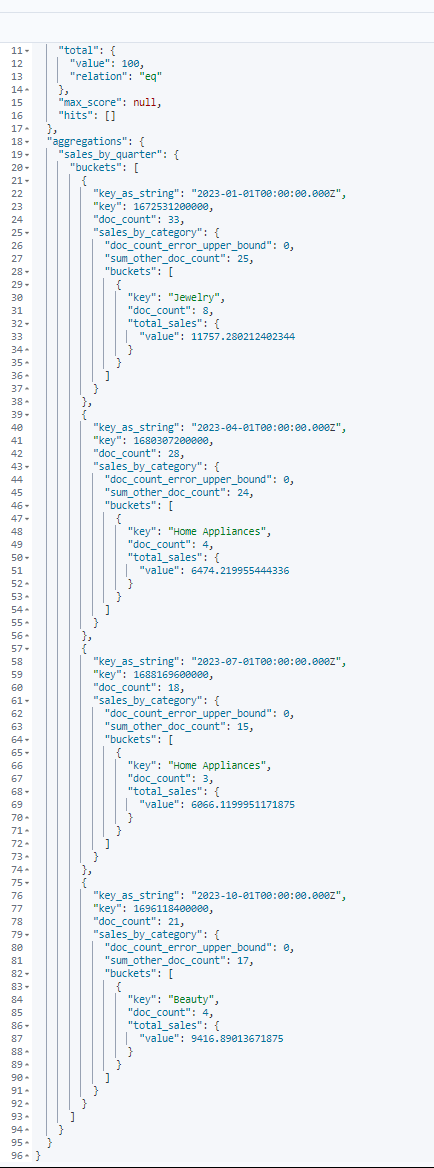 11 "total": {
12 "value": 100,
13 "relation": "eq"
14 },
15 "max_score": null,
16 "hits": []
17 },
18 "aggregations": {
19 "sales_by_quarter": {
20 "buckets": [
21 {
22 "key_as_string": "2023-01-01T00:00:00.000Z",
23 "key": 1672531200000,
24 "doc_count": 33,
25 "sales_by_category": {
26 "doc_count_error_upper_bound": 0,
27 "sum_other_doc_count": 25,
28 "buckets": [
29 {
30 "key": "Jewelry",
31 "doc_count": 8,
32 "total_sales": {
33 "value": 11757.280212402344
34 }
35 }
36 ]
37 }
38 },
39 {
40 "key_as_string": "2023-04-01T00:00:00.000Z",
41 "key": 1680307200000,
42 "doc_count": 28,
43 "sales_by_category": {
44 "doc_count_error_upper_bound": 0,
45 "sum_other_doc_count": 24,
46 "buckets": [
47 {
48 "key": "Home Appliances",
49 "doc_count": 4,
50 "total_sales": {
51 "value": 6474.219955444336
52 }
53 }
54 ]
55 }
56 },
57 {
58 "key_as_string": "2023-07-01T00:00:00.000Z",
59 "key": 1688169600000,
60 "doc_count": 18,
61 "sales_by_category": {
62 "doc_count_error_upper_bound": 0,
63 "sum_other_doc_count": 15,
64 "buckets": [
65 {
66 "key": "Home Appliances",
67 "doc_count": 3,
68 "total_sales": {
69 "value": 6066.1199951171875
70 }
71 }
72 ]
73 }
74 },
75 {
76 "key_as_string": "2023-10-01T00:00:00.000Z",
77 "key": 1696118400000,
78 "doc_count": 21,
79 "sales_by_category": {
80 "doc_count_error_upper_bound": 0,
81 "sum_other_doc_count": 17,
82 "buckets": [
83 {
84 "key": "Beauty",
85 "doc_count": 4,
86 "total_sales": {
87 "value": 9416.89013671875
88 }
89 }
90 ]
91 }
92 }
93 ]
94 }
95 }
96 }